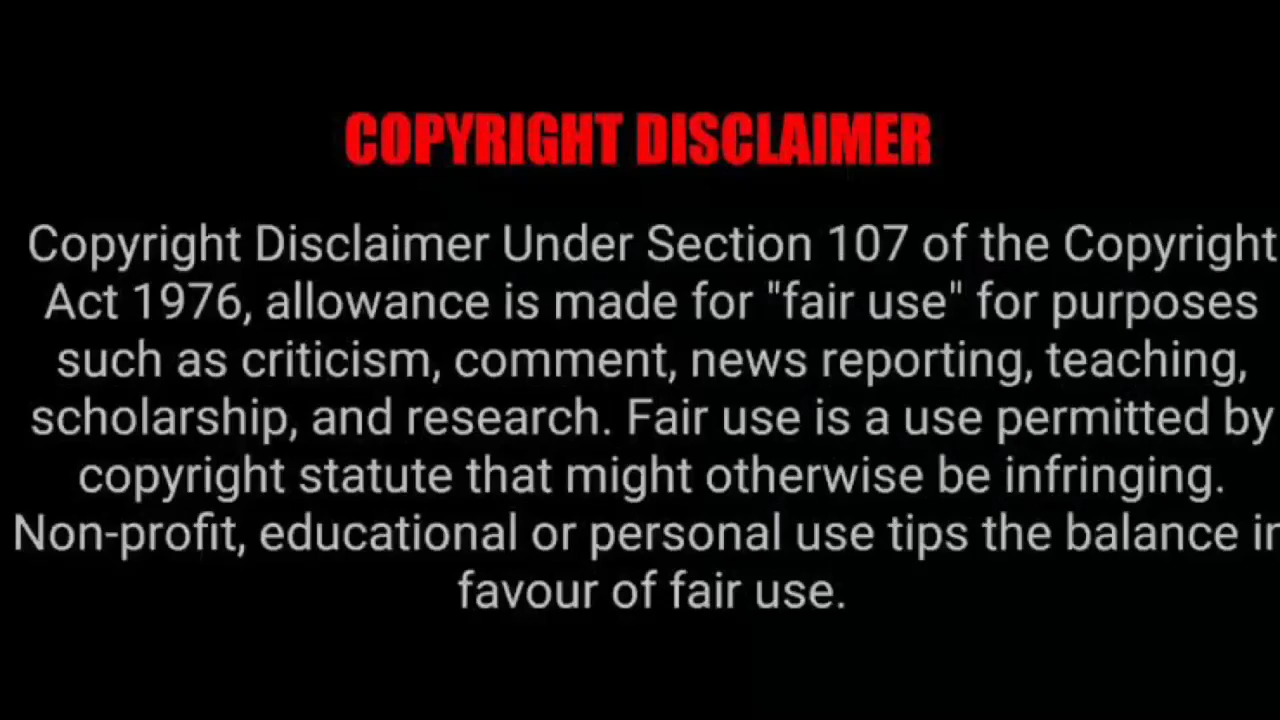 COPYRIGHT DISCLAIMER
Copyright Disclaimer Under Section 107 of the Copyright
Act 1976, allowance is made for "fair use" for purposes
such as criticism, comment, news reporting, teaching,
scholarship, and research. Fair use is a use permitted by
copyright statute that might otherwise be infringing.
Non-profit, educational or personal use tips the balance in
favour of fair use.